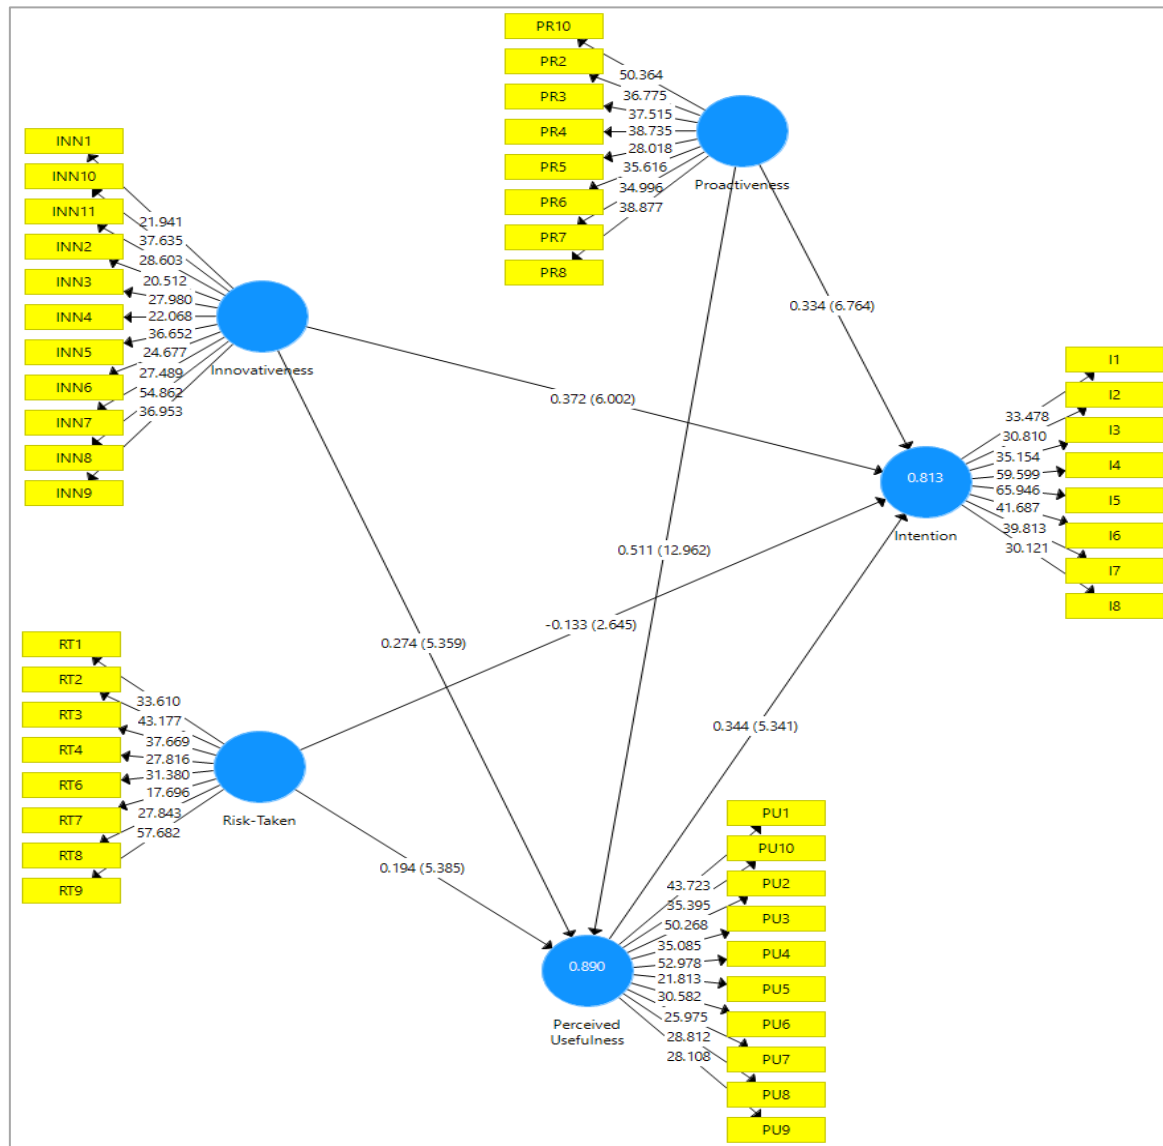 PR10
PR2
PR3
PR4
PR5
PR6
PR7
PR8
50.364
36.775
37.515
38.735
28.018
35.616
34.996
38.877
Proactiveness
INN1
INN10
INN11
INN2
INN3
INN4
INN5
INN6
INN7
INN8
INN9
21.941
37.635
28.603
20.512
27.980
22.068
36.652
24.677
27.489
54.862
36.953
Innovativeness
0.334 (6.764)
0.372 (6.002)
I1
I2
I3
I4
I5
I6
I7
I8
33.478
30.810
35.154
59.599
65.946
41.687
39.813
30.121
0.813
Intention
0.511 (12.962)
-0.133 (2.645)
0.274 (5.359)
0.344 (5.341)
0.194 (5.385)
RT1
RT2
RT3
RT4
RT6
RT7
RT8
RT9
33.610
43.177
37.669
27.816
31.380
17.696
27.843
57.682
Risk-Taken
PU1
PU10
PU2
PU3
PU4
PU5
PU6
PU7
PU8
PU9
43.723
35.395
50.268
35.085
52.978
21.813
30.582
25.975
28.812
28.108
0.890
Perceived
Usefulness